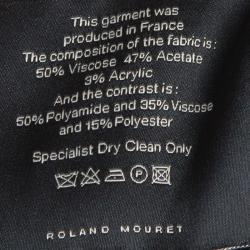 This garment was
produced in France
The composition of the fabric is:
50% Viscose 47% Acetate
3% Acrylic
And the contrast is:
50% Polyamide and 35% Viscose
and 15% Polyester
Specialist Dry Clean Only
P
ROLAND MOURET